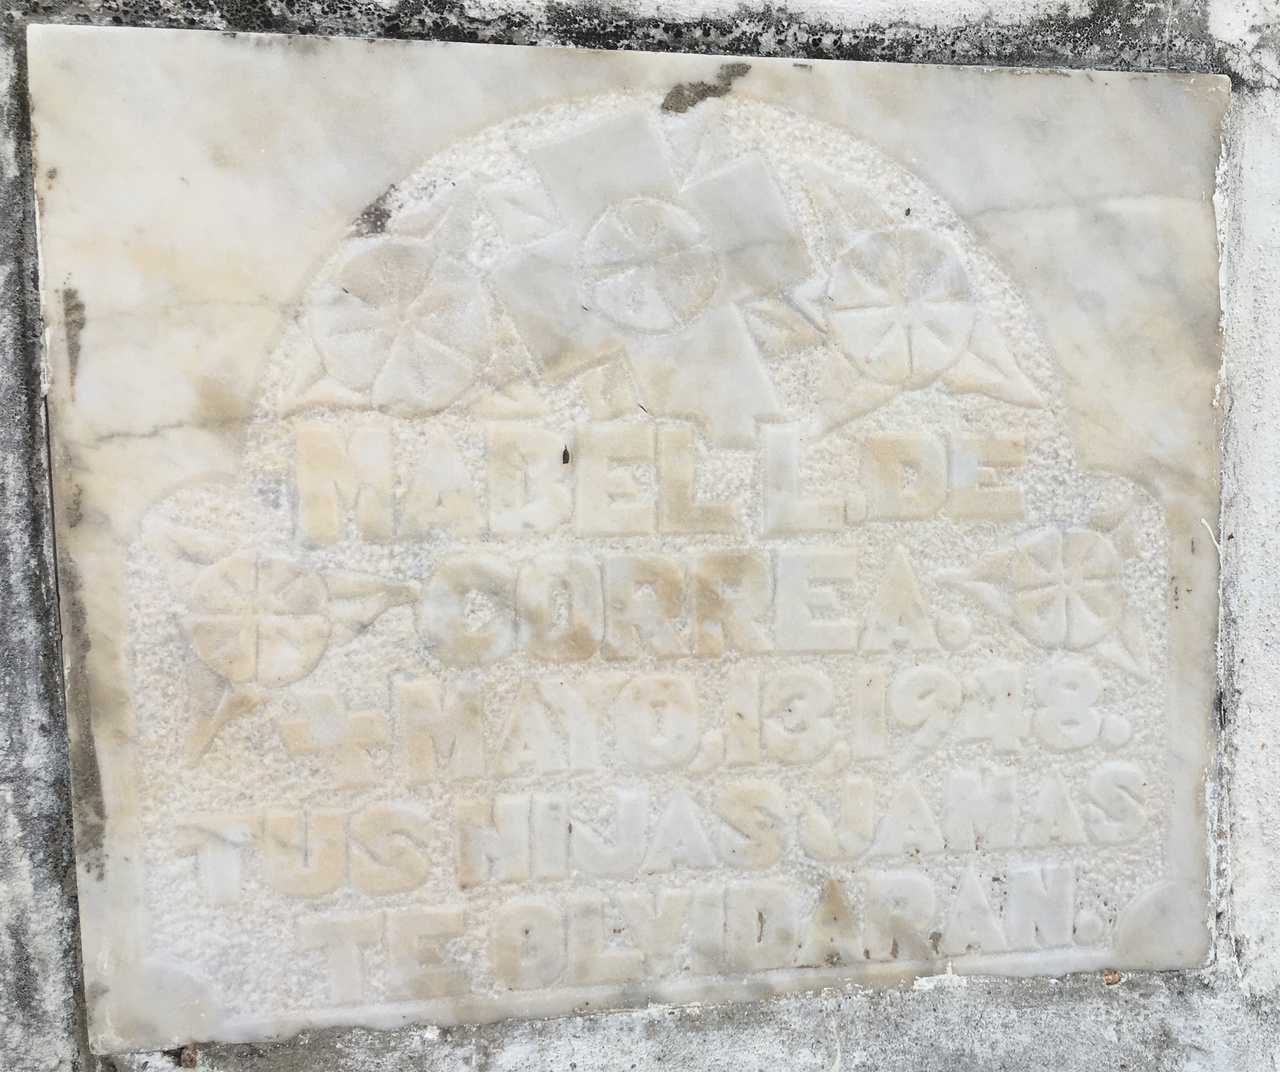 MABEL L. DE
CORREA.
MAYO, 13, 1948.
TUS HIJAS JAMAS
TE OLVIDARAN.